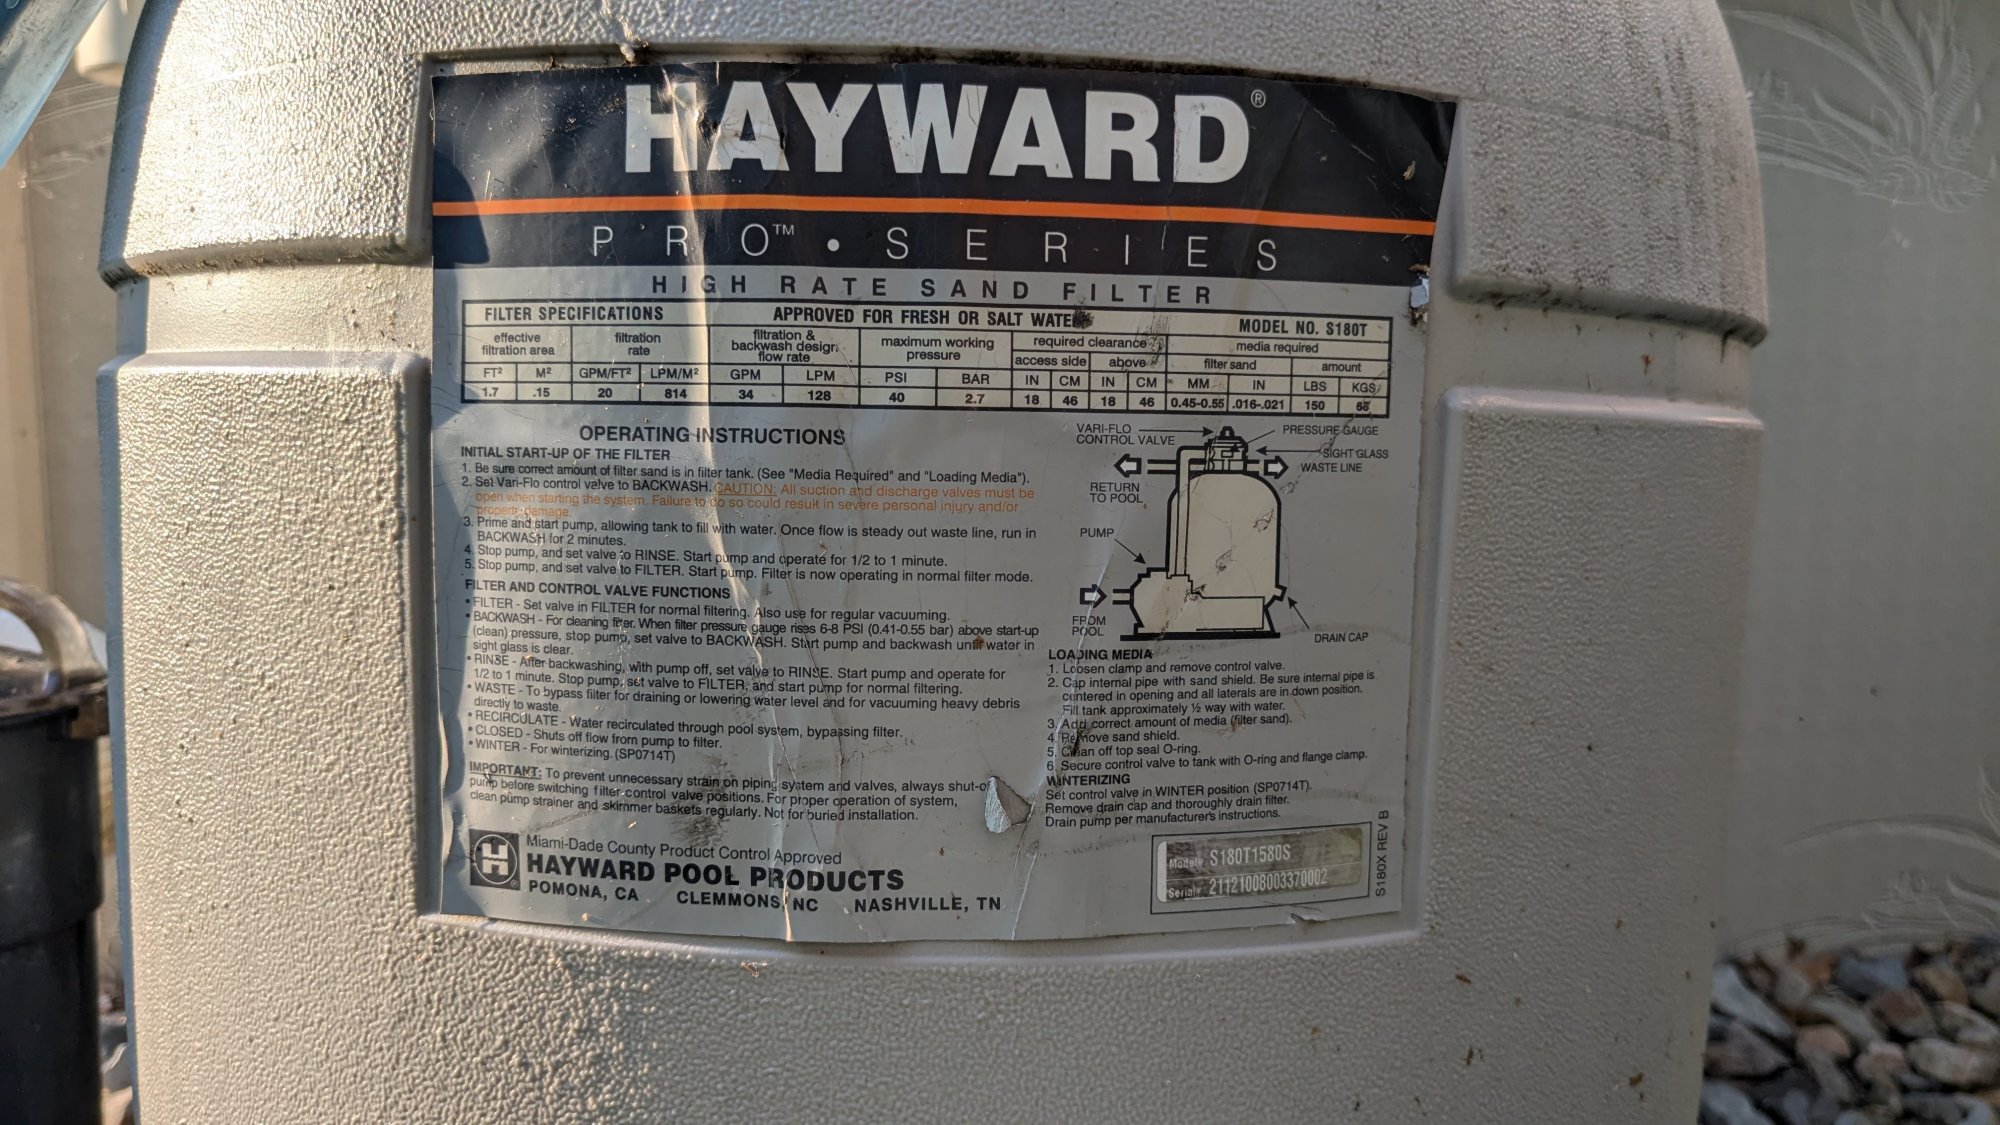 HAYWARD®
PRO™ • SERIES
HIGH RATE SAND FILTER
FILTER SPECIFICATIONS APPROVED FOR FRESH OR SALT WATER MODEL NO. S180T
effective filtration area
filtration rate
filtration & backwash design flow rate
maximum working pressure
required clearance
media required
access side above filter sand amount
FT² M² GPM/FT² LPM/M² GPM LPM PSI BAR IN CM IN CM MM IN LBS KGS
1.7 .15 20 814 34 128 40 2.7 18 46 18 46 0.45-0.55 .016-.021 150 68
OPERATING INSTRUCTIONS
INITIAL START-UP OF THE FILTER
1. Be sure correct amount of filter sand is in filter tank. (See "Media Required" and "Loading Media").
2. Set Vari-Flo control valve to BACKWASH. CAUTION: All suction and discharge valves must be
open when starting the system. Failure to do so could result in severe personal injury and/or
property damage.
3. Prime and start pump, allowing tank to fill with water. Once flow is steady out waste line, run in
BACKWASH for 2 minutes.
4. Stop pump, and set valve to RINSE. Start pump and operate for 1/2 to 1 minute.
5. Stop pump, and set valve to FILTER. Start pump. Filter is now operating in normal filter mode.
FILTER AND CONTROL VALVE FUNCTIONS
• FILTER - Set valve in FILTER for normal filtering. Also use for regular vacuuming.
• BACKWASH - For cleaning filter. When filter pressure gauge rises 6-8 PSI (0.41-0.55 bar) above start-up
(clean) pressure, stop pump, set valve to BACKWASH. Start pump and backwash until water in
sight glass is clear.
• RINSE - After backwashing, with pump off, set valve to RINSE. Start pump and operate for
1/2 to 1 minute. Stop pump, set valve to FILTER, and start pump for normal filtering.
• WASTE - To bypass filter for draining or lowering water level and for vacuuming heavy debris
directly to waste.
• RECIRCULATE - Water recirculated through pool system, bypassing filter.
• CLOSED - Shuts off flow from pump to filter.
• WINTER - For winterizing. (SP0714T)
IMPORTANT: To prevent unnecessary strain on piping system and valves, always shut-off
pump before switching filter control valve positions. For proper operation of system,
clean pump strainer and skimmer baskets regularly. Not for buried installation.
VARI-FLO
CONTROL VALVE
PRESSURE GAUGE
SIGHT GLASS
WASTE LINE
RETURN
TO POOL
PUMP
FROM
POOL
DRAIN CAP
LOADING MEDIA
1. Loosen clamp and remove control valve.
2. Cap internal pipe with sand shield. Be sure internal pipe is
centered in opening and all laterals are in down position.
Fill tank approximately ½ way with water.
3. Add correct amount of media (filter sand).
4. Remove sand shield.
5. Clean off top seal O-ring.
6. Secure control valve to tank with O-ring and flange clamp.
WINTERIZING
Set control valve in WINTER position (SP0714T).
Remove drain cap and thoroughly drain filter.
Drain pump per manufacturer's instructions.
Miami-Dade County Product Control Approved
HAYWARD POOL PRODUCTS
POMONA, CA CLEMMONS, NC NASHVILLE, TN
Model#: S180T1580S
Serial#: 21121008003370002
S180X REV B